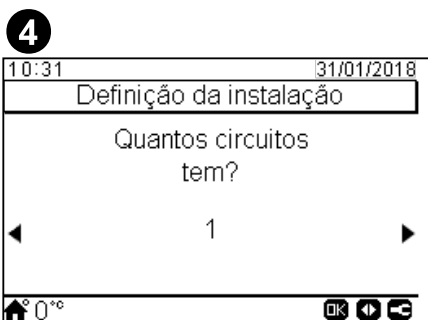 4
10:31 31/01/2018
Definição da instalação
Quantos circuitos
tem?
1
0°C
OK